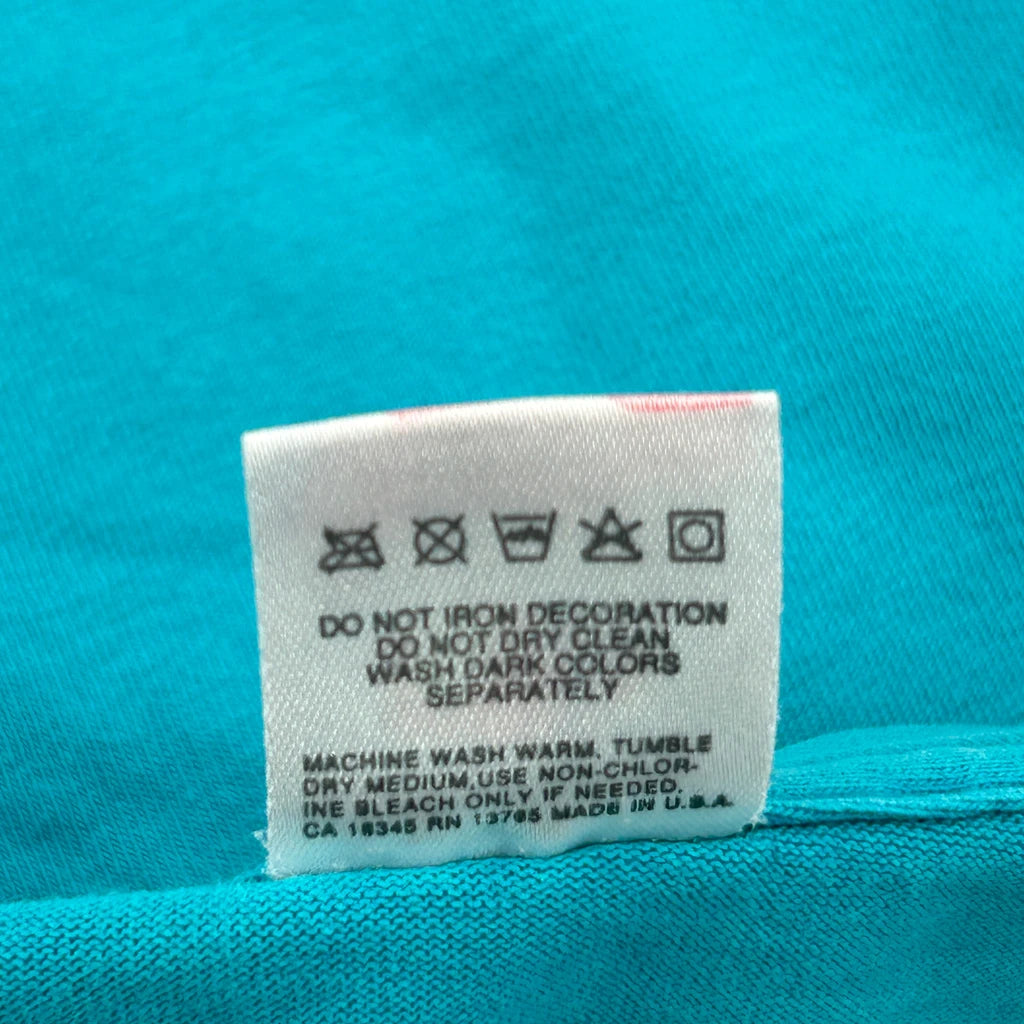 DO NOT IRON DECORATION
DO NOT DRY CLEAN
WASH DARK COLORS
SEPARATELY
MACHINE WASH WARM, TUMBLE
DRY MEDIUM,USE NON-CHLOR-
INE BLEACH ONLY IF NEEDED.
CA 18345 RN 13765 MADE IN U.S.A.